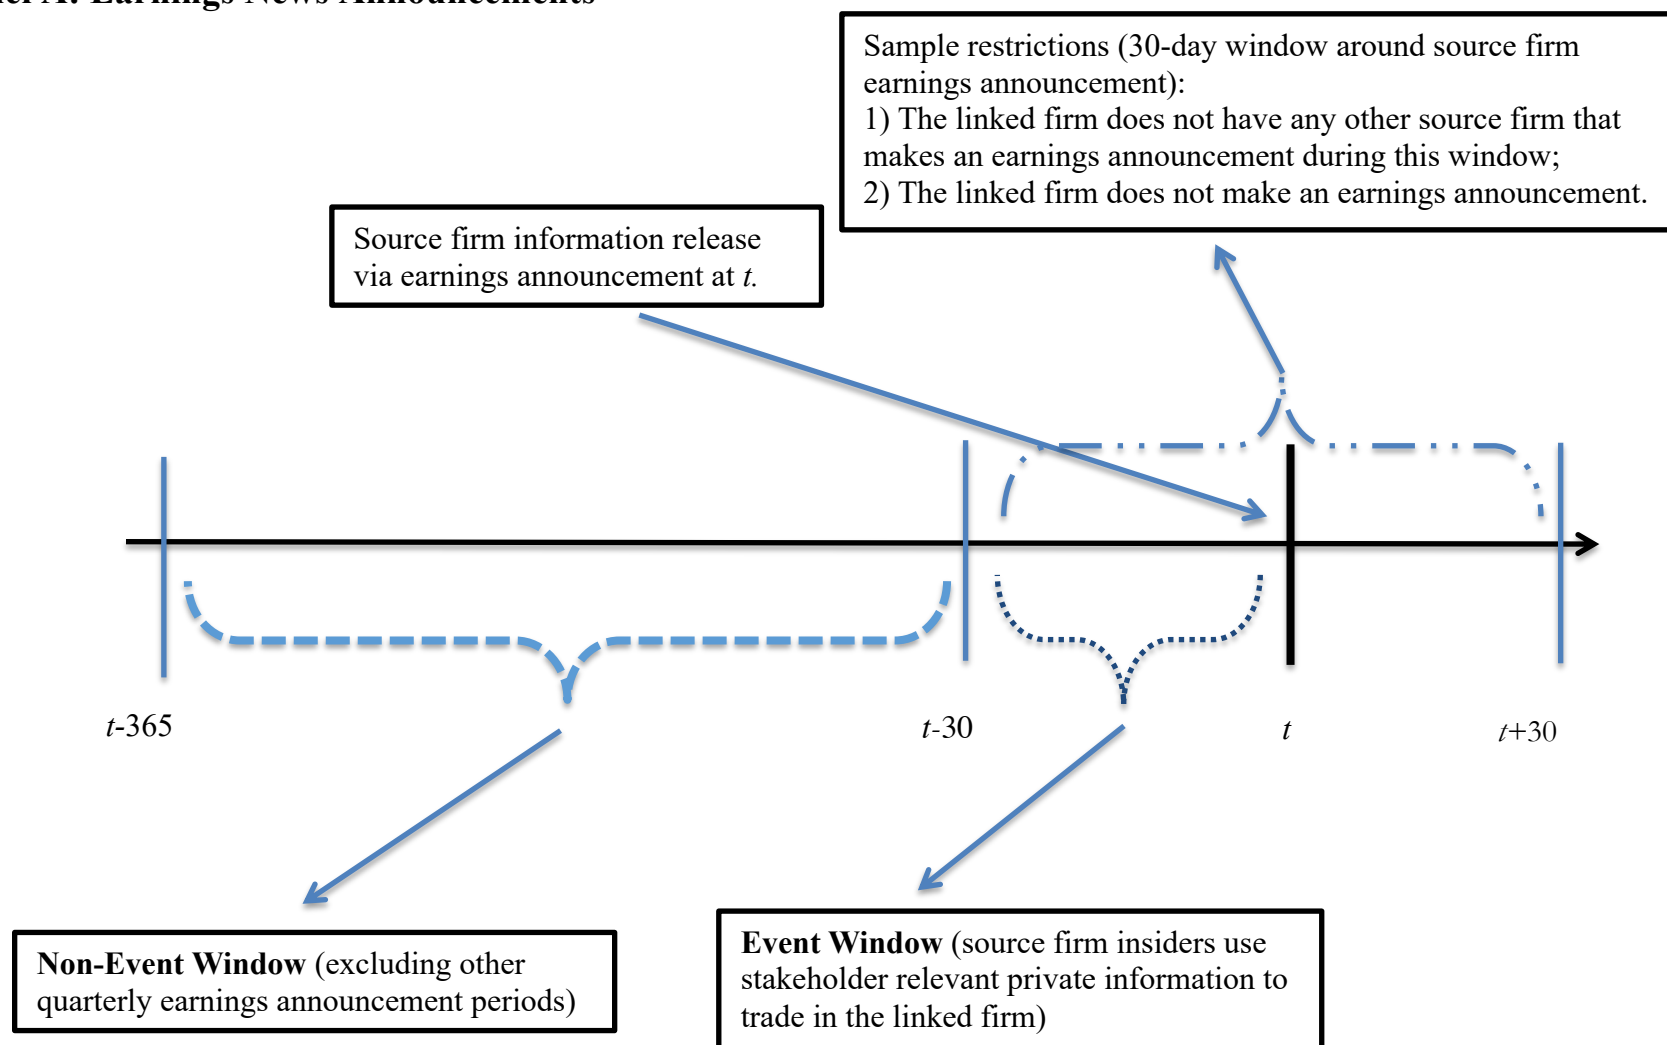 Earnings News Announcements
Sample restrictions (30-day window around source firm
earnings announcement):
1) The linked firm does not have any other source firm that
makes an earnings announcement during this window;
2) The linked firm does not make an earnings announcement.
Source firm information release
via earnings announcement at t.
t-365
t-30
t
t+30
Non-Event Window (excluding other
quarterly earnings announcement periods)
Event Window (source firm insiders use
stakeholder relevant private information to
trade in the linked firm)